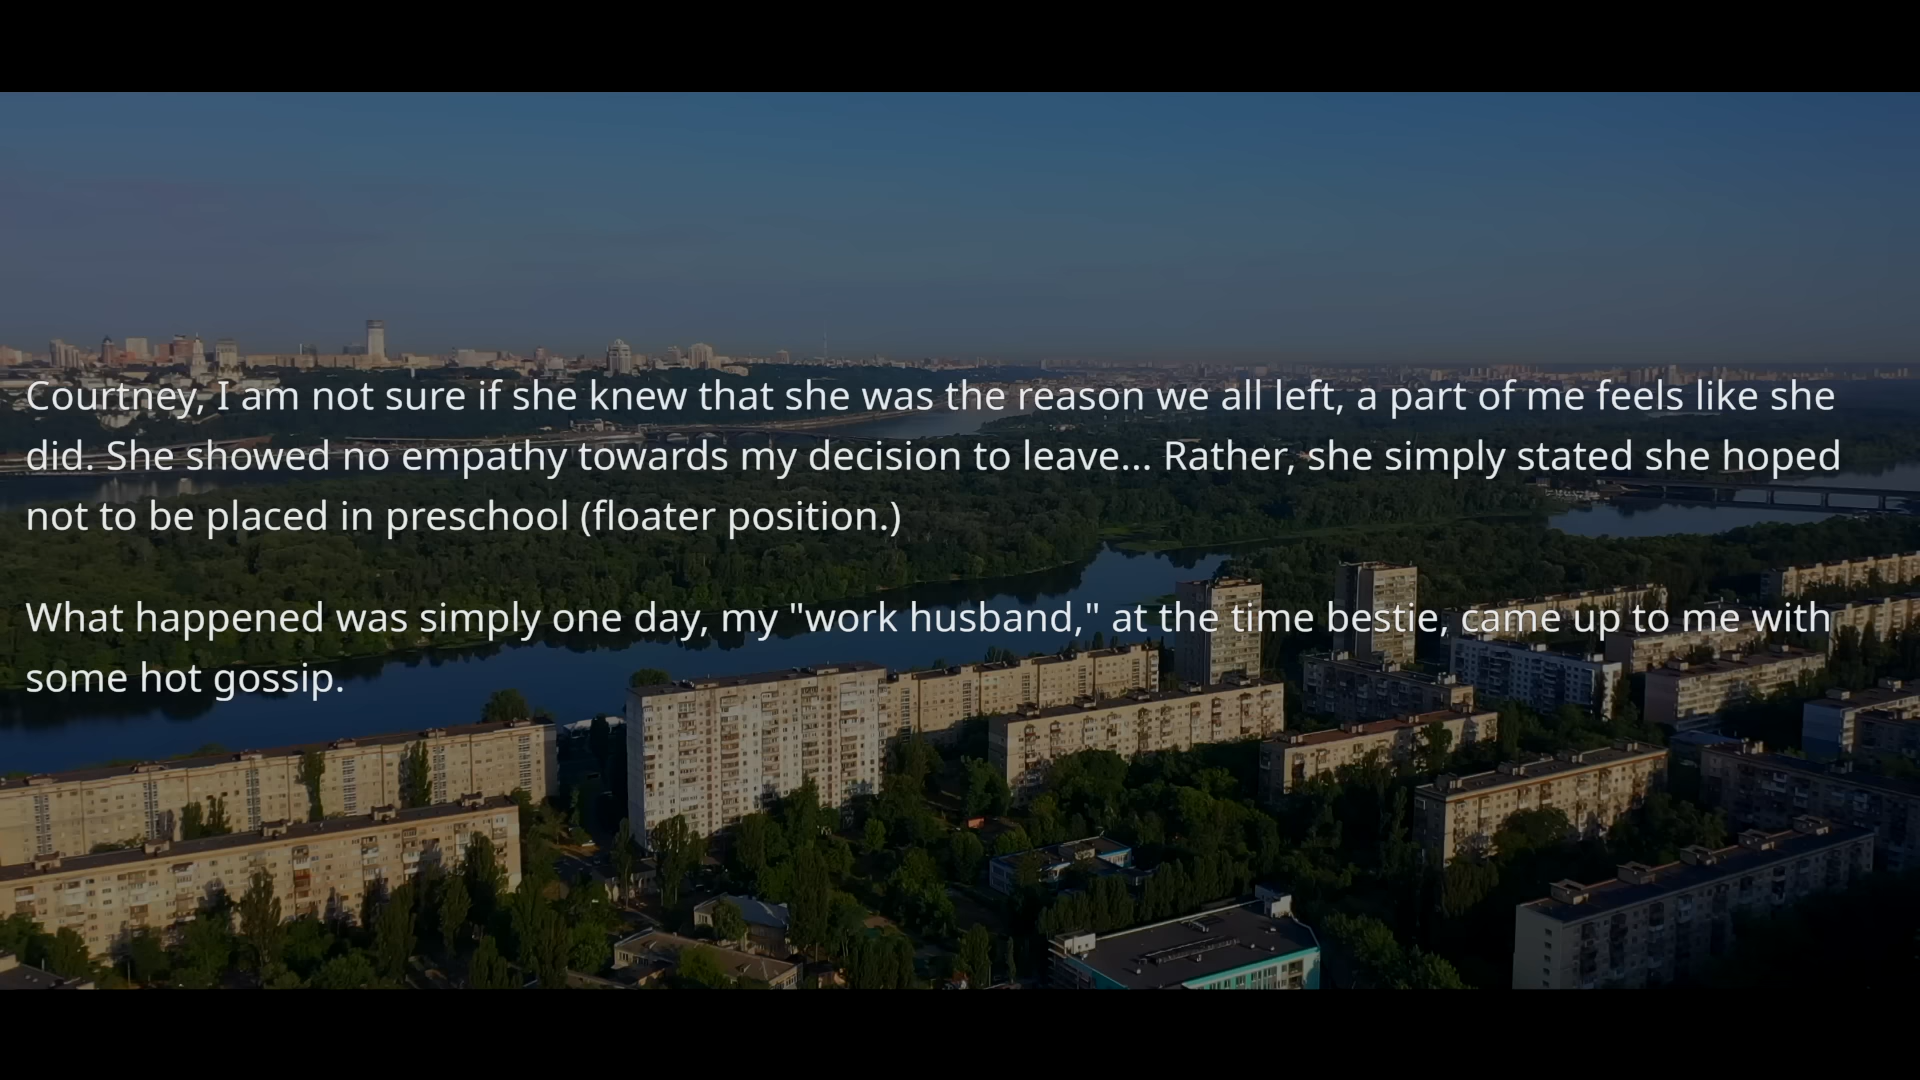 Courtney, I am not sure if she knew that she was the reason we all left, a part of me feels like she
did. She showed no empathy towards my decision to leave... Rather, she simply stated she hoped
not to be placed in preschool (floater position.)
What happened was simply one day, my "work husband," at the time bestie, came up to me with
some hot gossip.